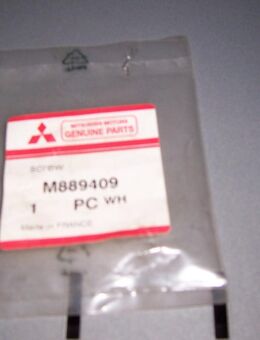 MITSUBISHI MOTORS
GENUINE PARTS
screw
M889409
1 PC WH
Made in FRANCE